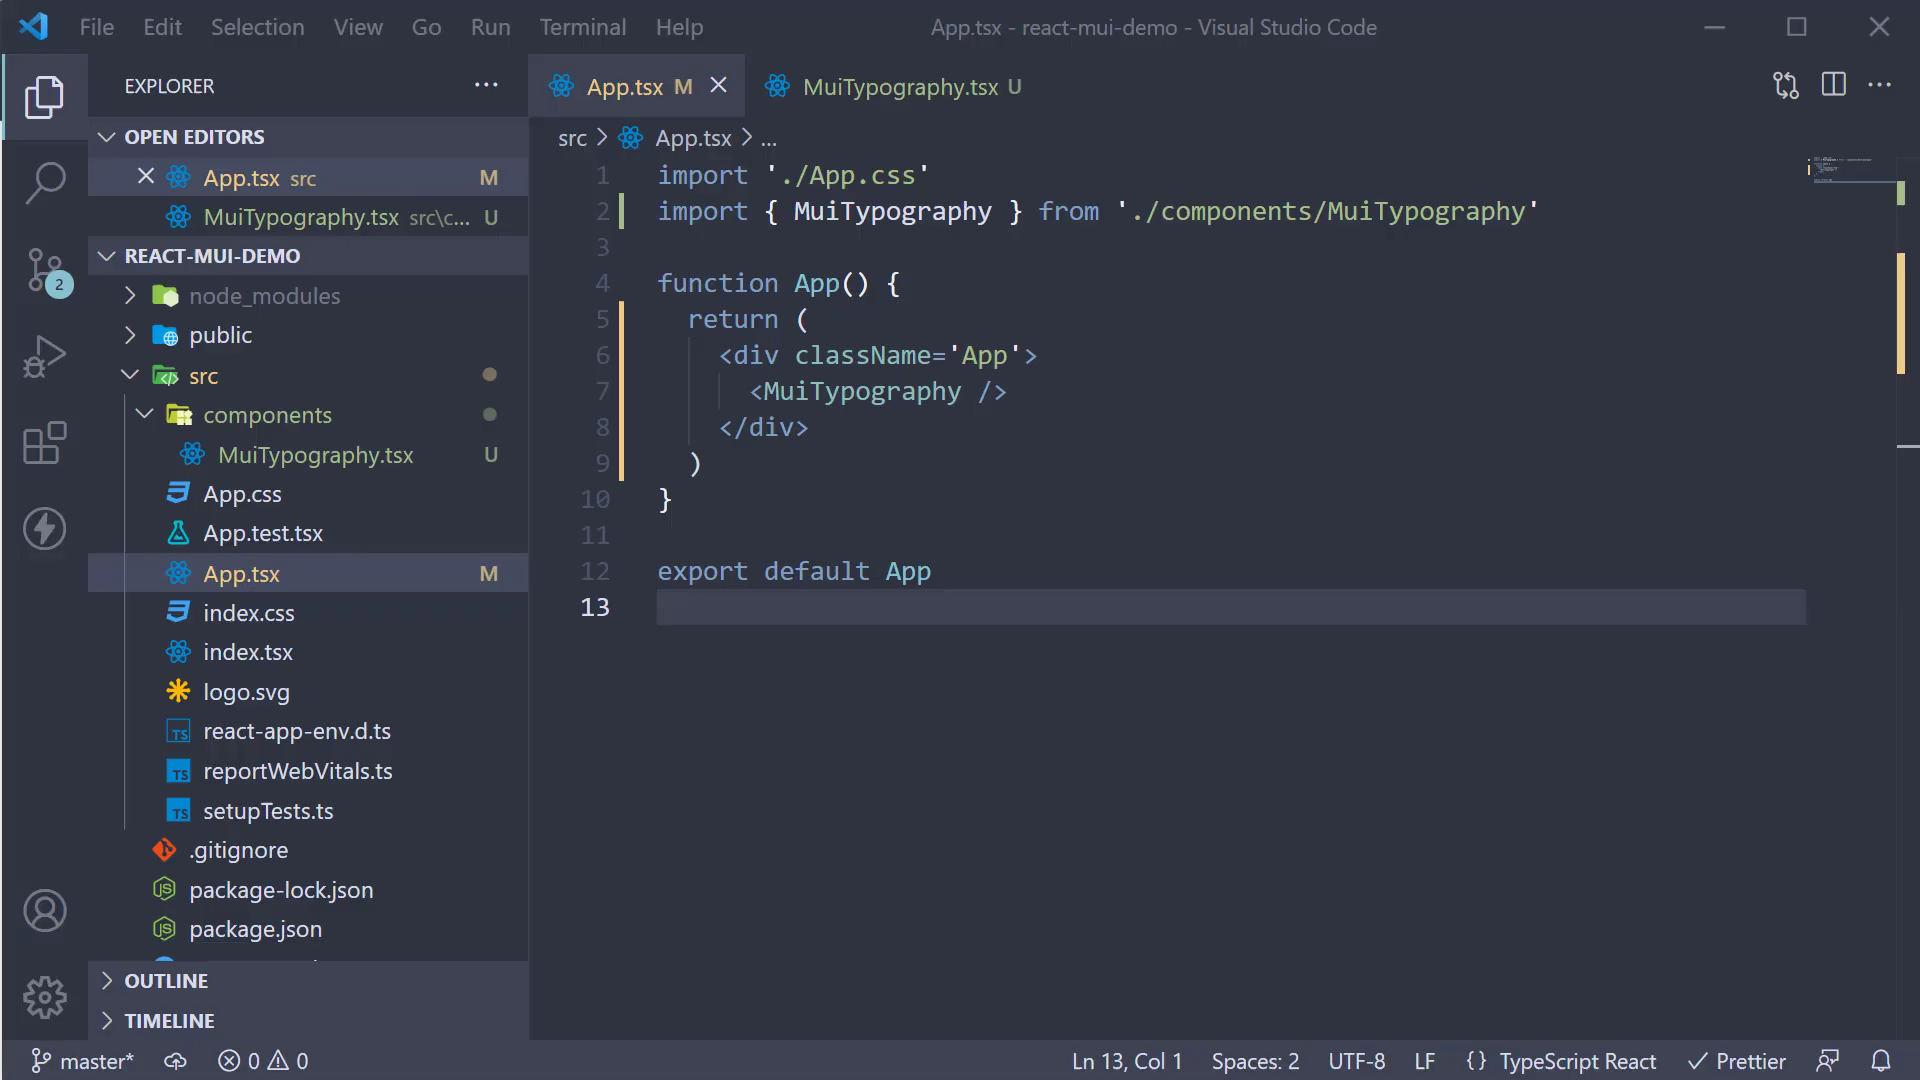 File Edit Selection View Go Run Terminal Help
App.tsx - react-mui-demo - Visual Studio Code
EXPLORER
OPEN EDITORS
App.tsx src M
MuiTypography.tsx src\c... U
REACT-MUI-DEMO
node_modules
public
src
components
MuiTypography.tsx U
App.css
App.test.tsx
App.tsx M
index.css
index.tsx
logo.svg
react-app-env.d.ts
reportWebVitals.ts
setupTests.ts
.gitignore
package-lock.json
package.json
OUTLINE
TIMELINE
2
App.tsx M
MuiTypography.tsx U
src > App.tsx > ...
1 import './App.css'
2 import { MuiTypography } from './components/MuiTypography'
3
4 function App() {
5 return (
6 <div className='App'>
7 <MuiTypography />
8 </div>
9 )
10 }
11
12 export default App
13
master* 0 0
Ln 13, Col 1 Spaces: 2 UTF-8 LF {} TypeScript React Prettier